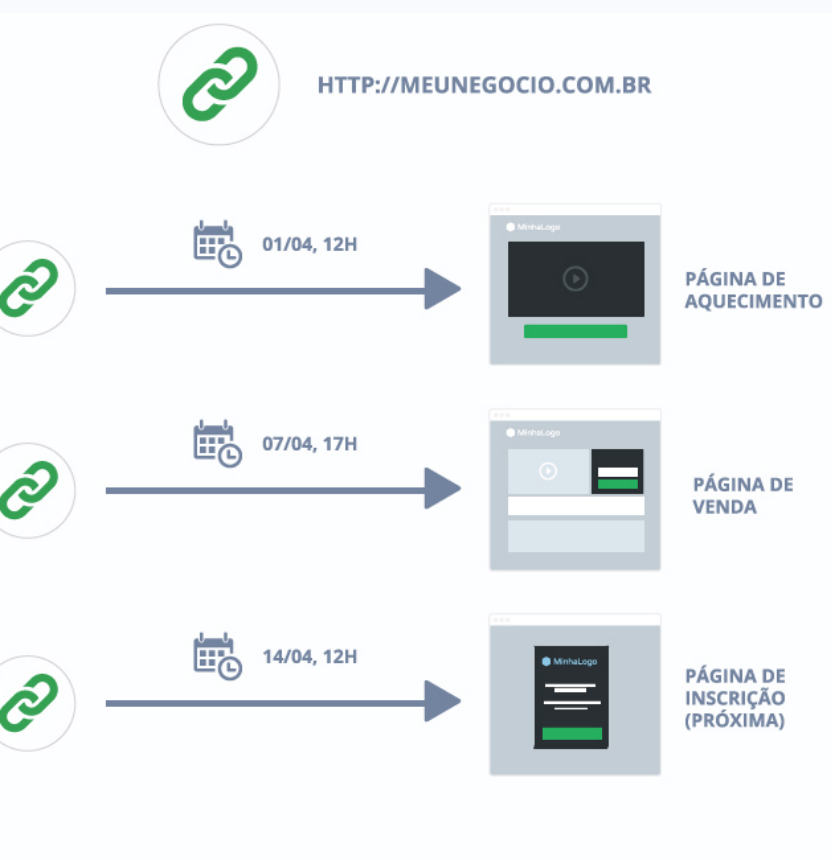 HTTP://MEUNEGOCIO.COM.BR
01/04, 12H
MinhaLogo
PÁGINA DE
AQUECIMENTO
07/04, 17H
MinhaLogo
PÁGINA DE
VENDA
14/04, 12H
MinhaLogo
PÁGINA DE
INSCRIÇÃO
(PRÓXIMA)